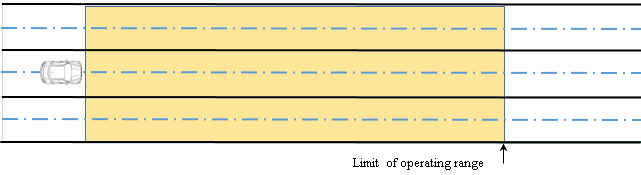 Limit of operating range